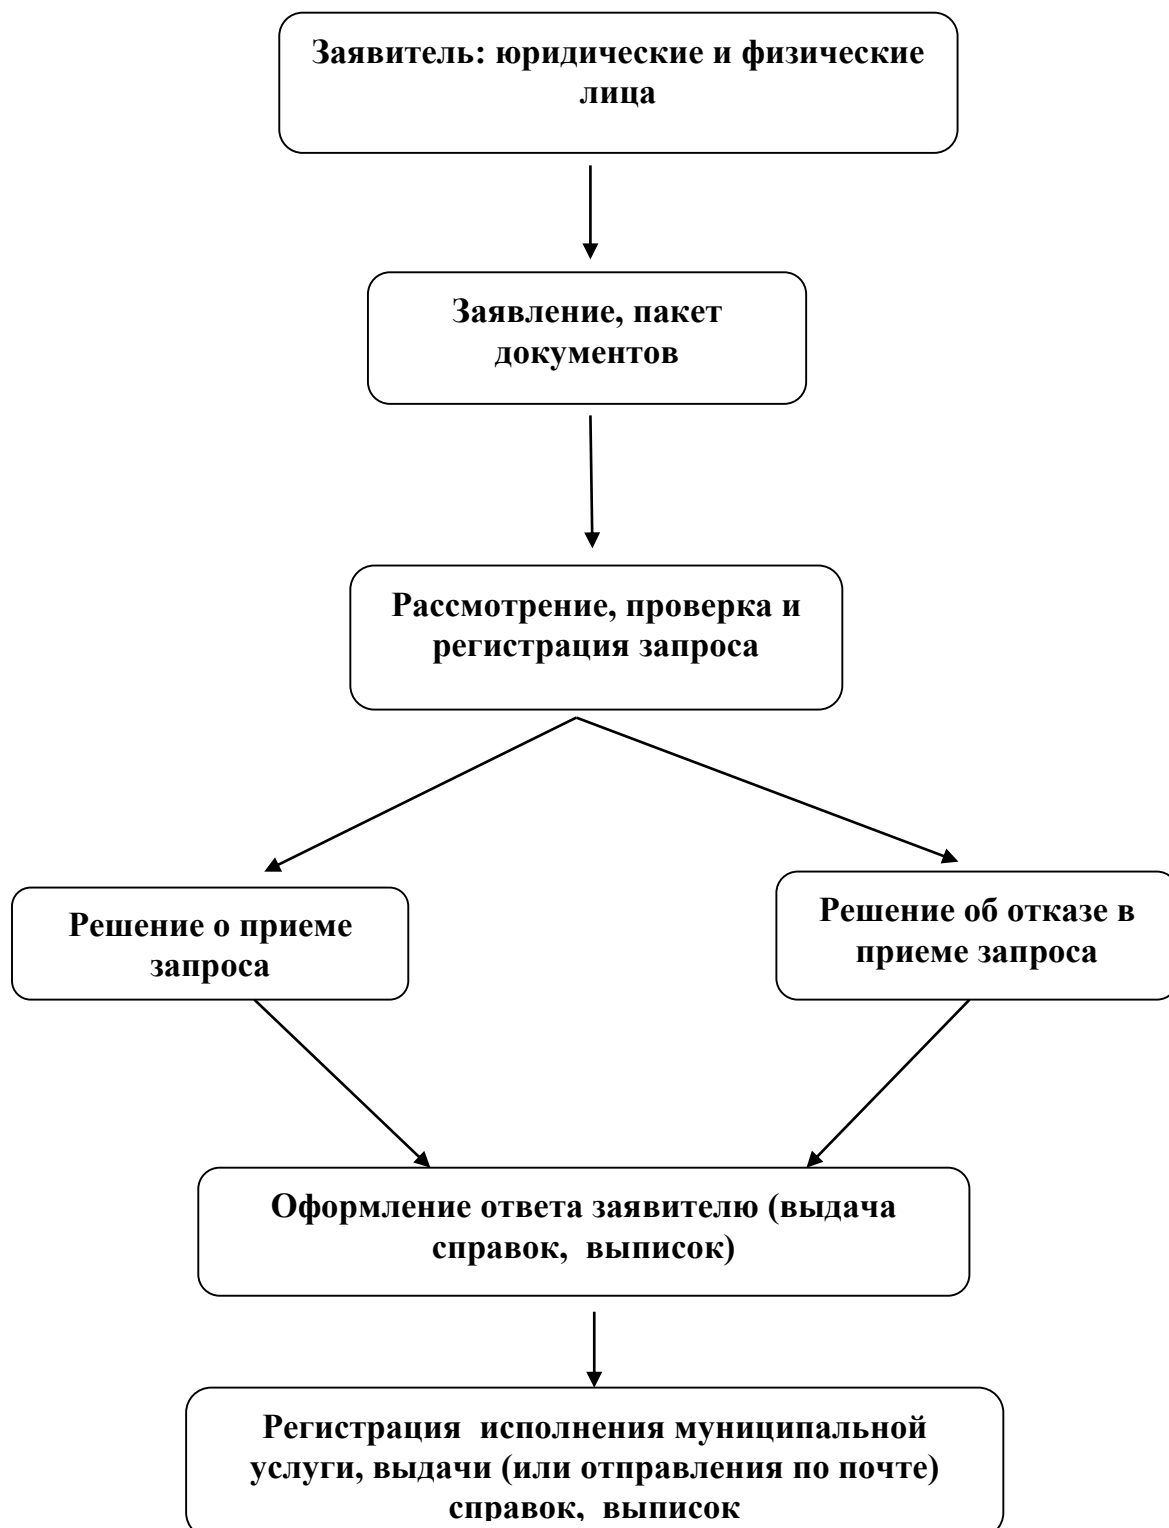 Заявитель: юридические и физические
лица
Заявление, пакет
документов
Рассмотрение, проверка и
регистрация запроса
Решение о приеме
запроса
Решение об отказе в
приеме запроса
Оформление ответа заявителю (выдача
справок,  выписок)
Регистрация  исполнения муниципальной
услуги, выдачи (или отправления по почте)
справок,  выписок